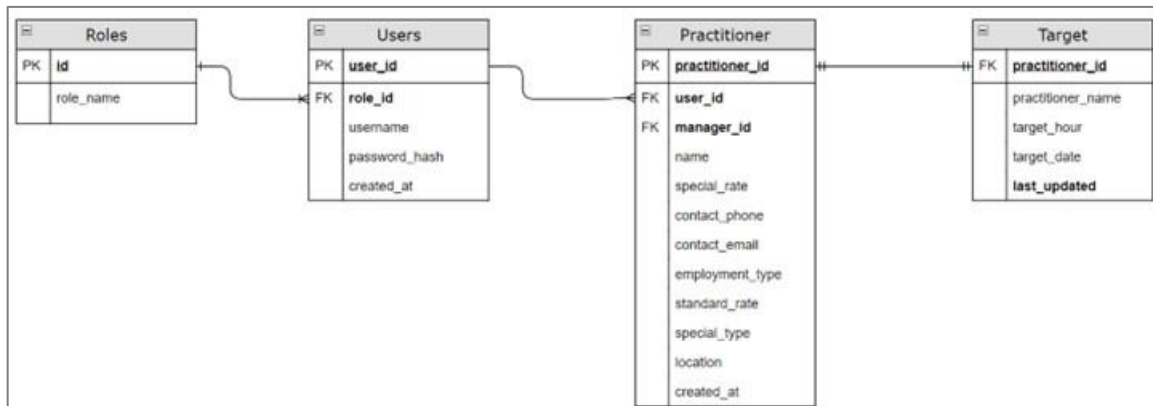 Roles
PK id
role_name
Users
PK user_id
FK role_id
username
password_hash
created_at
Practitioner
PK practitioner_id
FK user_id
FK manager_id
name
special_rate
contact_phone
contact_email
employment_type
standard_rate
special_type
location
created_at
Target
FK practitioner_id
practitioner_name
target_hour
target_date
last_updated